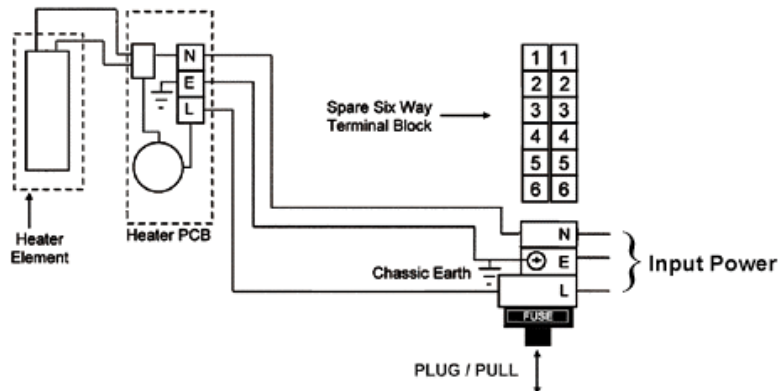 N
E
L
Heater PCB
Heater
Element
Spare Six Way
Terminal Block
1 1
2 2
3 3
4 4
5 5
6 6
Chassic Earth
N
E
L
FUSE
Input Power
PLUG / PULL